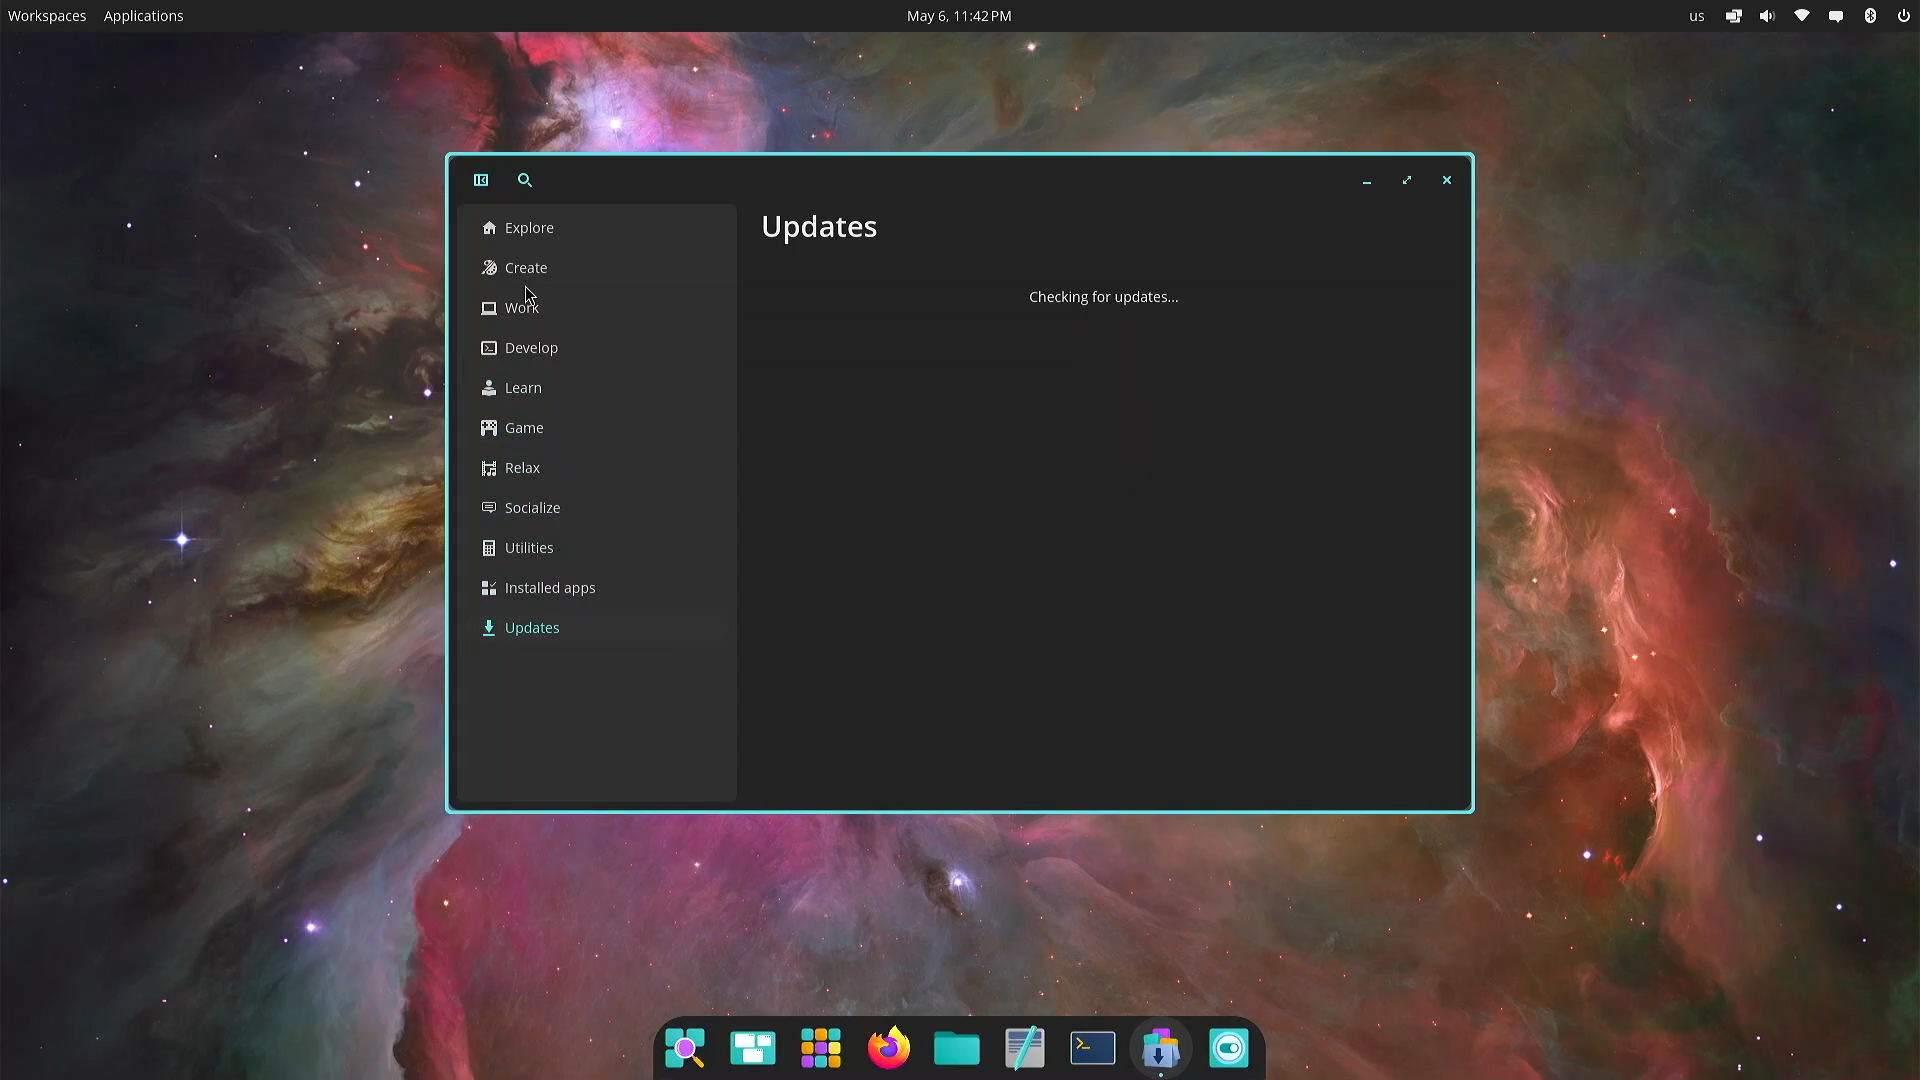 Workspaces Applications May 6, 11:42 PM us
Updates
Checking for updates...
Explore
Create
Work
Develop
Learn
Game
Relax
Socialize
Utilities
Installed apps
Updates